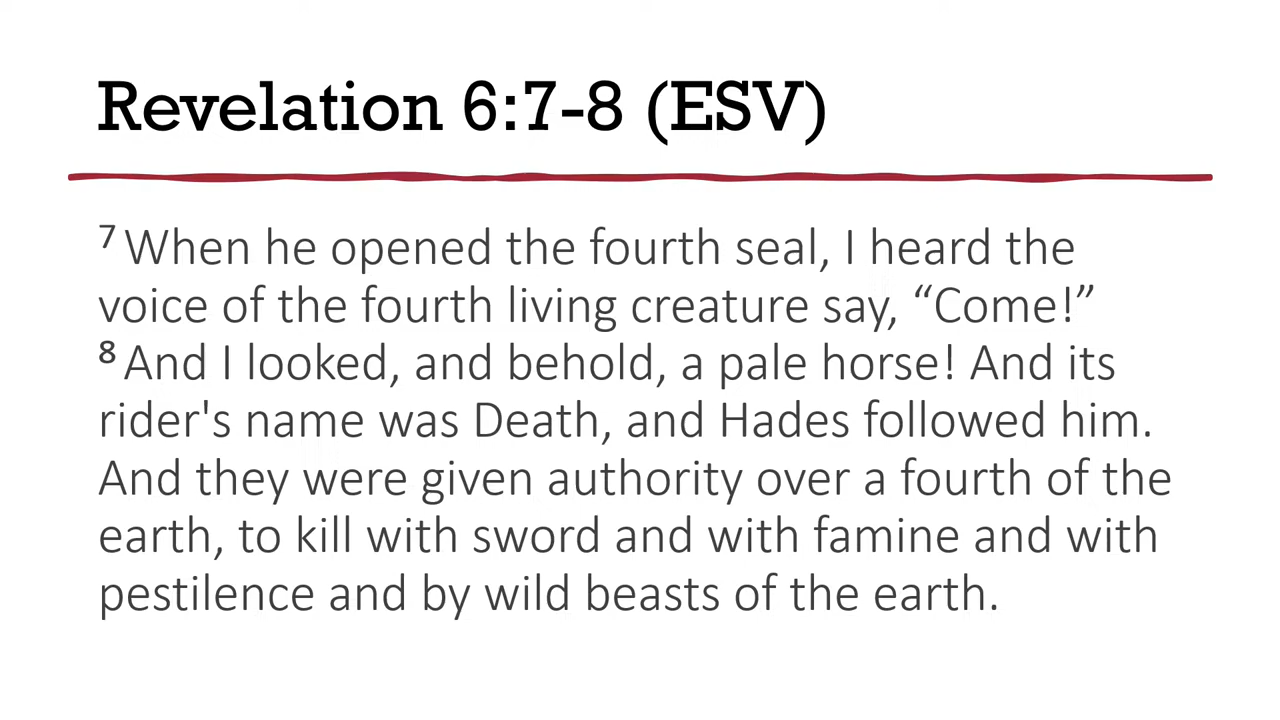 Revelation 6:7-8 (ESV)
7 When he opened the fourth seal, I heard the
voice of the fourth living creature say, “Come!”
8 And I looked, and behold, a pale horse! And its
rider's name was Death, and Hades followed him.
And they were given authority over a fourth of the
earth, to kill with sword and with famine and with
pestilence and by wild beasts of the earth.